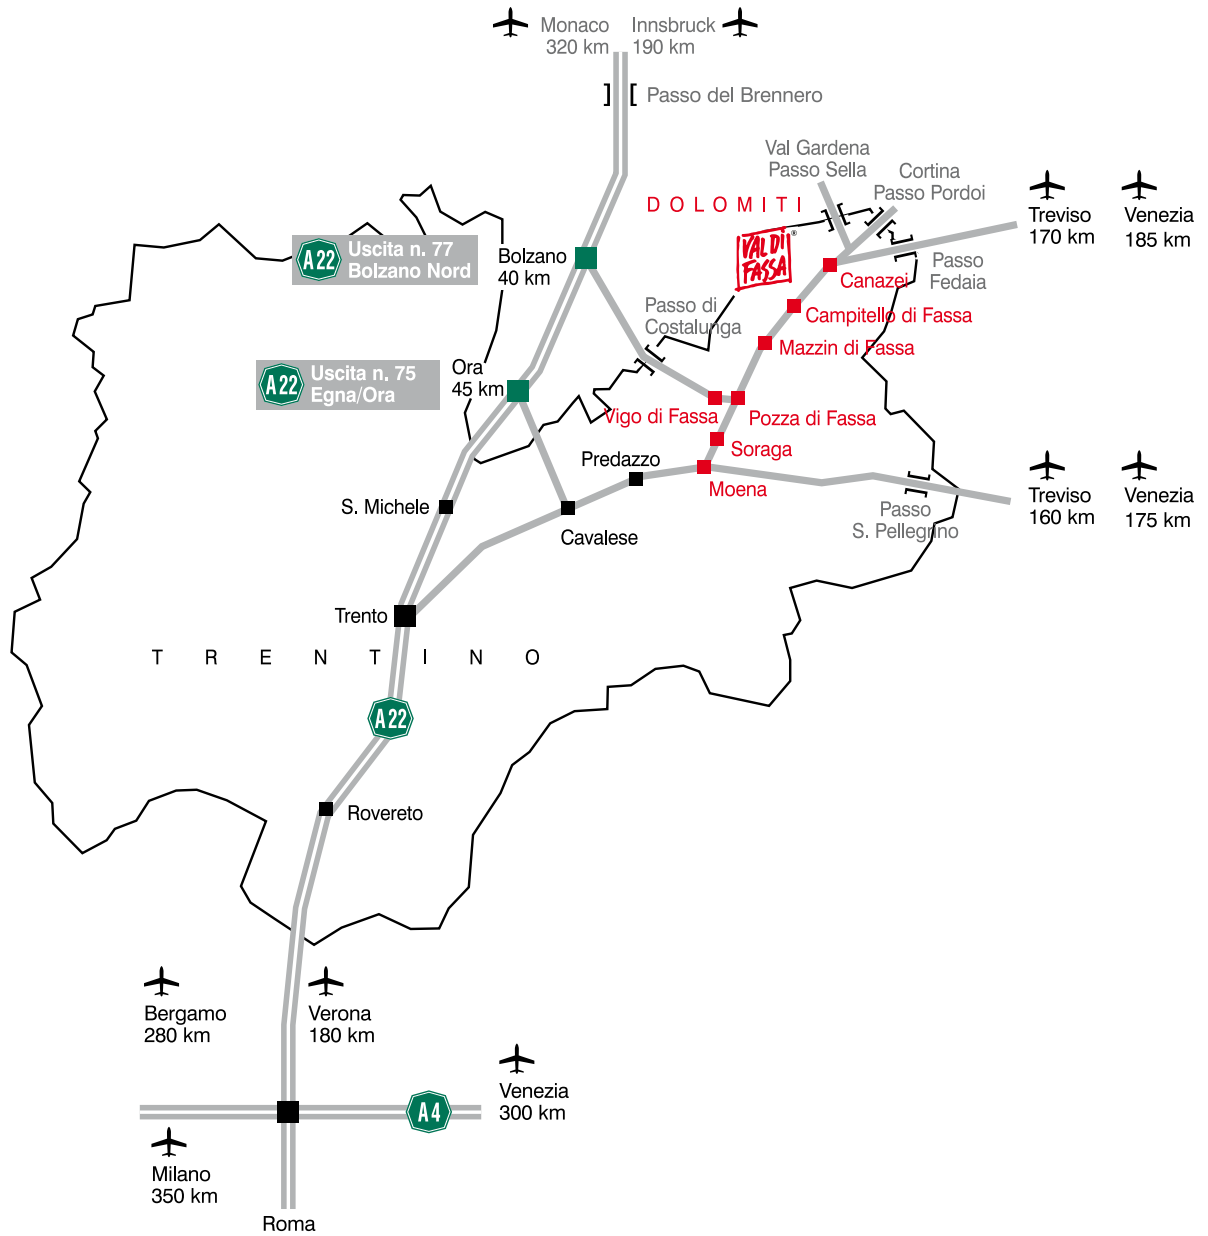 Monaco
320 km
Innsbruck
190 km
Passo del Brennero
Val Gardena
Passo Sella
Cortina
Passo Pordoi
DOLOMITI
Treviso
170 km
Venezia
185 km
A22
Uscita n. 77
Bolzano Nord
Bolzano
40 km
VAL DI
FASSA
®
Passo
Fedaia
Canazei
Passo di
Costalunga
Campitello di Fassa
Mazzin di Fassa
A22
Uscita n. 75
Egna/Ora
Ora
45 km
Vigo di Fassa
Pozza di Fassa
Soraga
Predazzo
Moena
Treviso
160 km
Venezia
175 km
Passo
S. Pellegrino
S. Michele
Cavalese
Trento
TRENTINO
A22
Rovereto
Bergamo
280 km
Verona
180 km
Venezia
300 km
A4
Milano
350 km
Roma